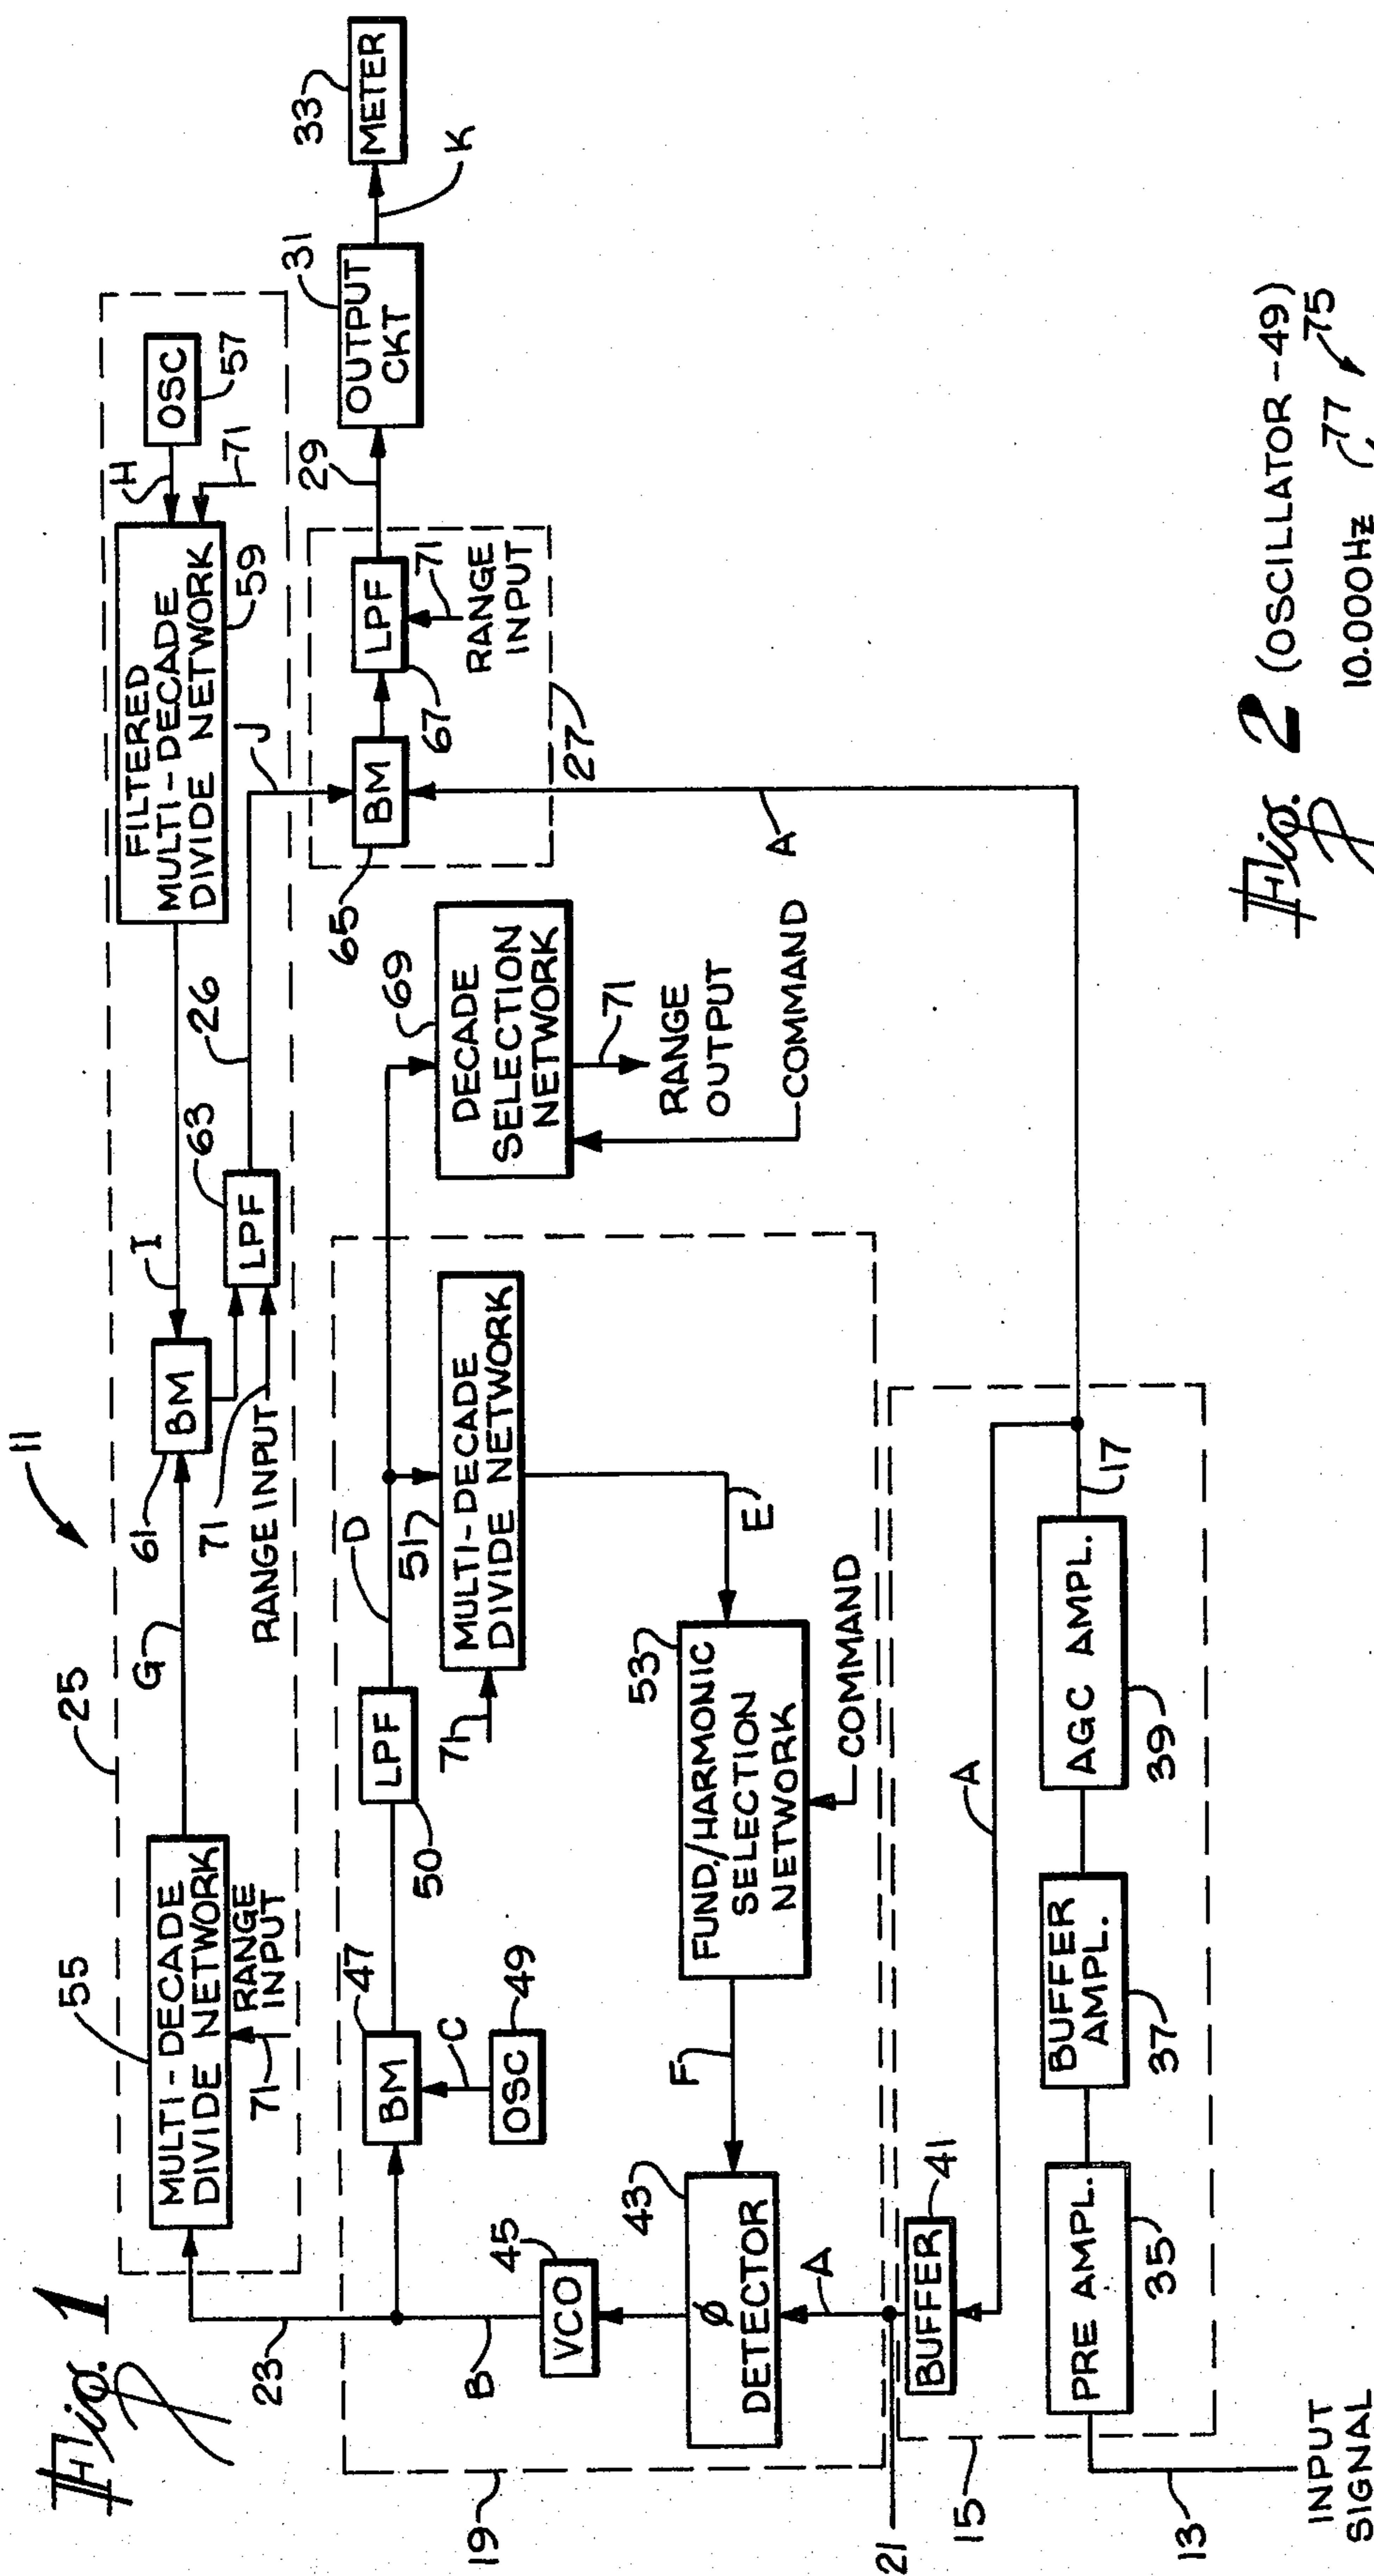 Fig. 1
11
55
MULTI-DECADE
DIVIDE NETWORK
71
RANGE
INPUT
25
G
61
BM
71
RANGE INPUT
I
63
LPF
26
FILTERED
MULTI-DECADE
DIVIDE NETWORK
59
J
H
OSC
57
71
23
B
45
VCO
47
BM
C
OSC
49
LPF
50
D
51
MULTI-DECADE
DIVIDE NETWORK
71
E
53
FUND./HARMONIC
SELECTION
NETWORK
COMMAND
F
43
Ø
DETECTOR
A
19
21
69
DECADE
SELECTION
NETWORK
71
RANGE
OUTPUT
COMMAND
65
BM
67
LPF
71
RANGE
INPUT
27
29
31
OUTPUT
CKT
K
33
METER
A
41
BUFFER
A
15
13
INPUT
SIGNAL
PRE AMPL.
35
BUFFER
AMPL.
37
AGC AMPL.
39
17
Fig. 2 (OSCILLATOR-49)
10.000Hz
77
75